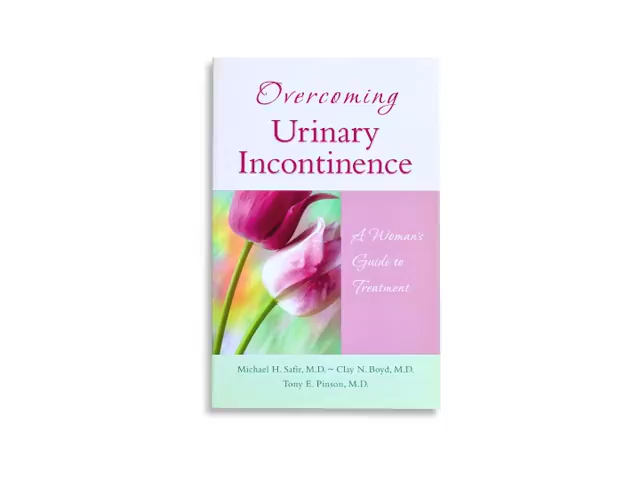 Overcoming
Urinary
Incontinence
A Woman's
Guide to
Treatment
Michael H. Safir, M.D. ~ Clay N. Boyd, M.D.
Tony E. Pinson, M.D.